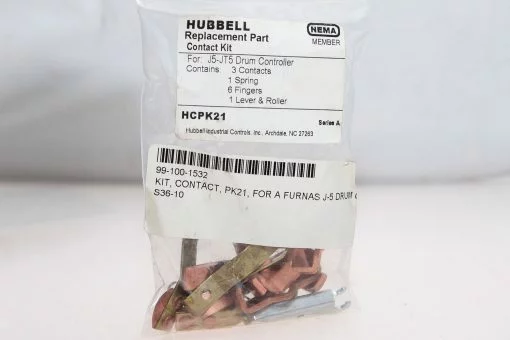 HUBBELL
NEMA
Replacement Part
MEMBER
Contact Kit
For: J5-JT5 Drum Controller
Contains: 3 Contacts
1 Spring
6 Fingers
1 Lever & Roller
HCPK21 Series A
Hubbell Industrial Controls, Inc. Archdale, NC 27263
99-100-1532
KIT, CONTACT, PK21, FOR A FURNAS J-5 DRUM
S36-10